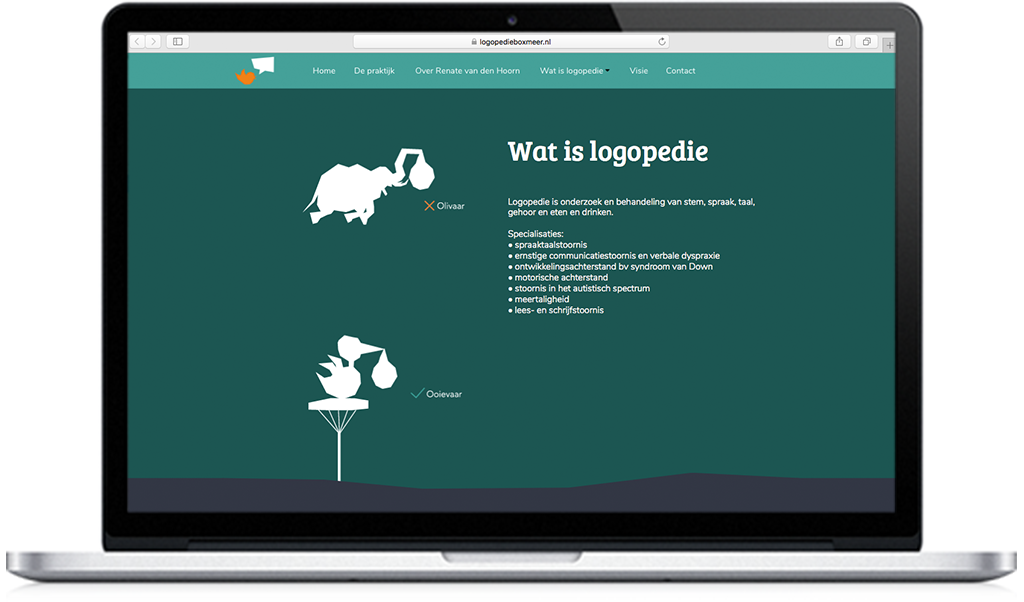 logopedieboxmeer.nl
Home De praktijk Over Renate van den Hoorn Wat is logopedie Visie Contact
Wat is logopedie
Logopedie is onderzoek en behandeling van stem, spraak, taal,
gehoor en eten en drinken.
Specialisaties:
• spraaktaalstoornis
• ernstige communicatiestoornis en verbale dyspraxie
• ontwikkelingsachterstand bv syndroom van Down
• motorische achterstand
• stoornis in het autistisch spectrum
• meertaligheid
• lees- en schrijfstoornis
Olivaar
Ooievaar